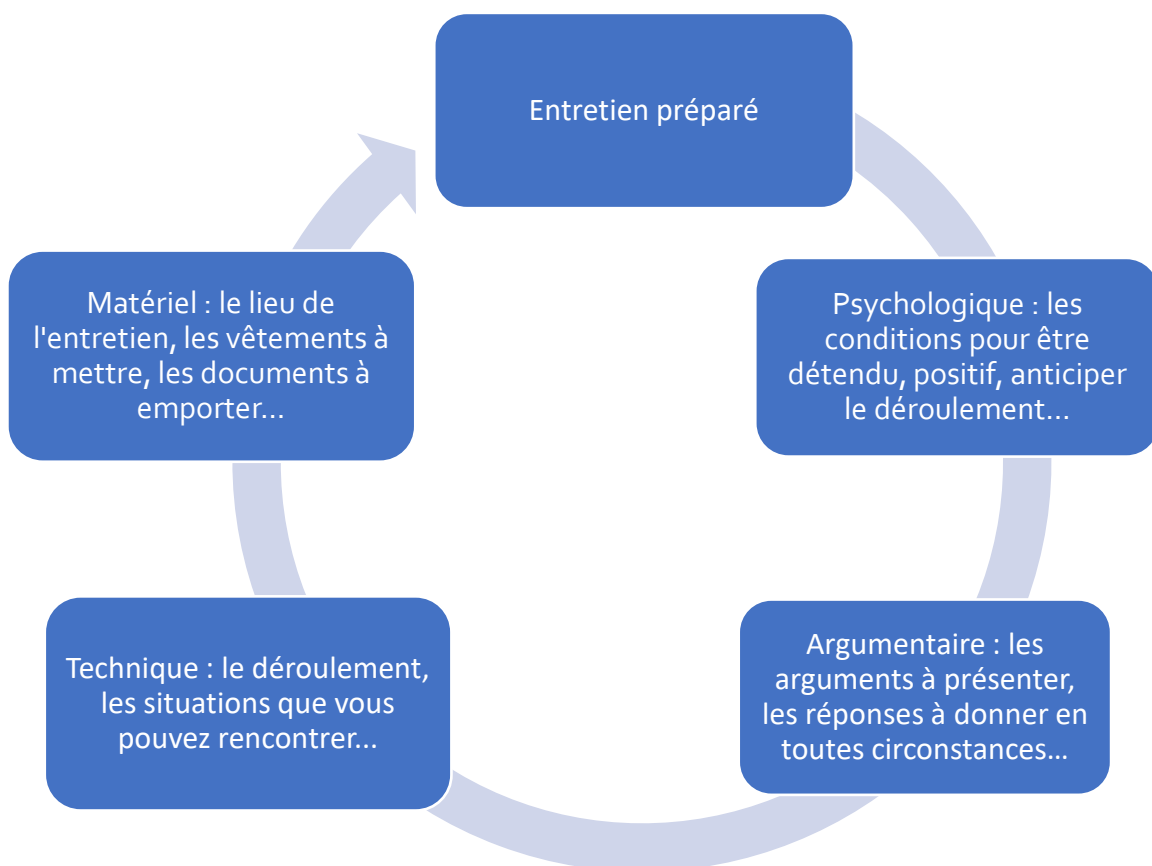 Entretien préparé
Psychologique : les
conditions pour être
détendu, positif, anticiper
le déroulement...
Argumentaire : les
arguments à présenter,
les réponses à donner en
toutes circonstances...
Technique : le déroulement,
les situations que vous
pouvez rencontrer...
Matériel : le lieu de
l'entretien, les vêtements à
mettre, les documents à
emporter...